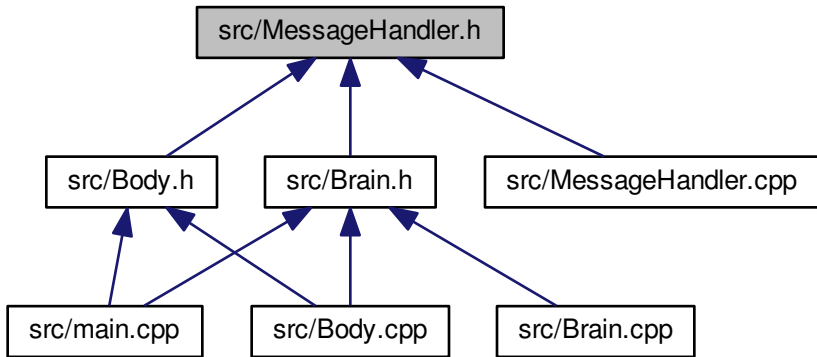 src/MessageHandler.h
src/Body.h
src/Brain.h
src/MessageHandler.cpp
src/main.cpp
src/Body.cpp
src/Brain.cpp